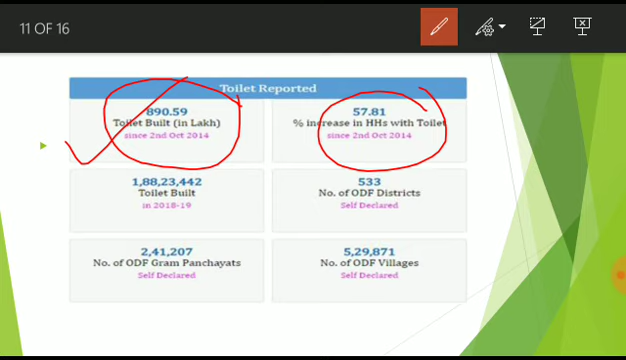 11 OF 16
Toilet Reported
890.59
Toilet Built (in Lakh)
since 2nd Oct 2014
57.81
% increase in HHs with Toilet
since 2nd Oct 2014
1,88,23,442
Toilet Built
in 2018-19
533
No. of ODF Districts
Self Declared
2,41,207
No. of ODF Gram Panchayats
Self Declared
5,29,871
No. of ODF Villages
Self Declared